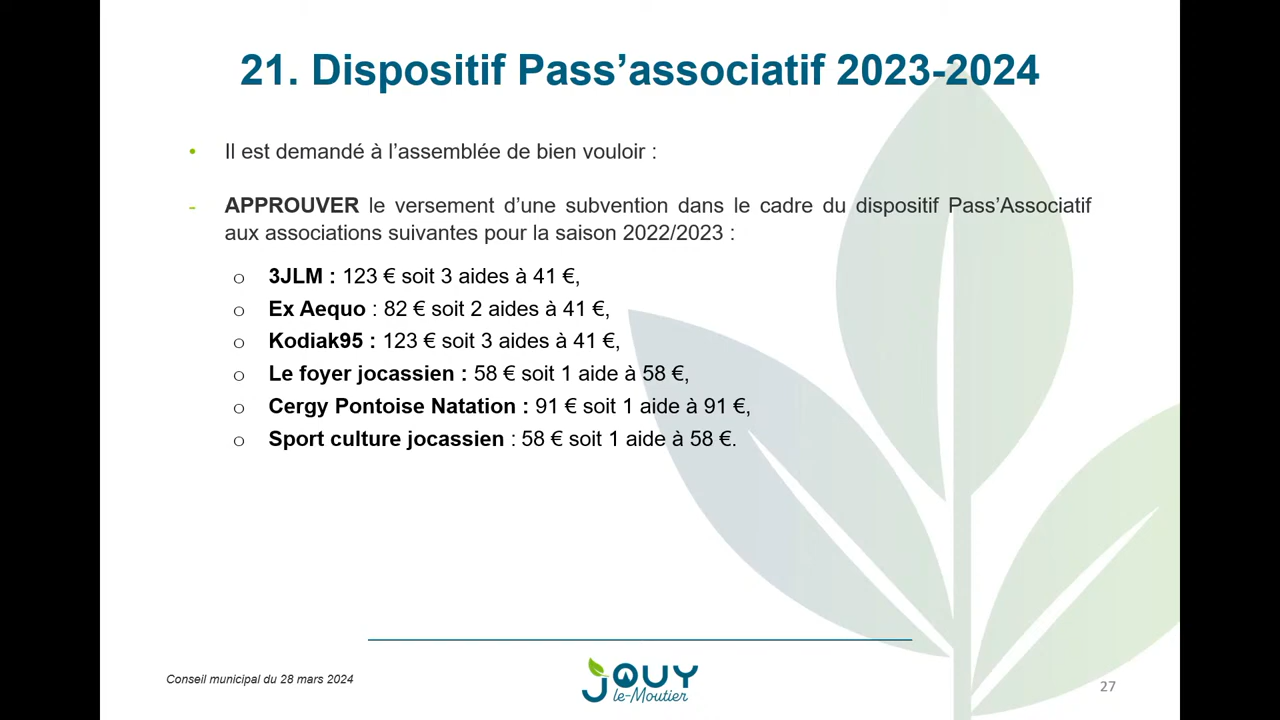 21. Dispositif Pass’associatif 2023-2024
• Il est demandé à l’assemblée de bien vouloir :
- APPROUVER le versement d’une subvention dans le cadre du dispositif Pass’Associatif
aux associations suivantes pour la saison 2022/2023 :
o 3JLM : 123 € soit 3 aides à 41 €,
o Ex Aequo : 82 € soit 2 aides à 41 €,
o Kodiak95 : 123 € soit 3 aides à 41 €,
o Le foyer jocassien : 58 € soit 1 aide à 58 €,
o Cergy Pontoise Natation : 91 € soit 1 aide à 91 €,
o Sport culture jocassien : 58 € soit 1 aide à 58 €.
Conseil municipal du 28 mars 2024
JOUY
le-Moutier
27